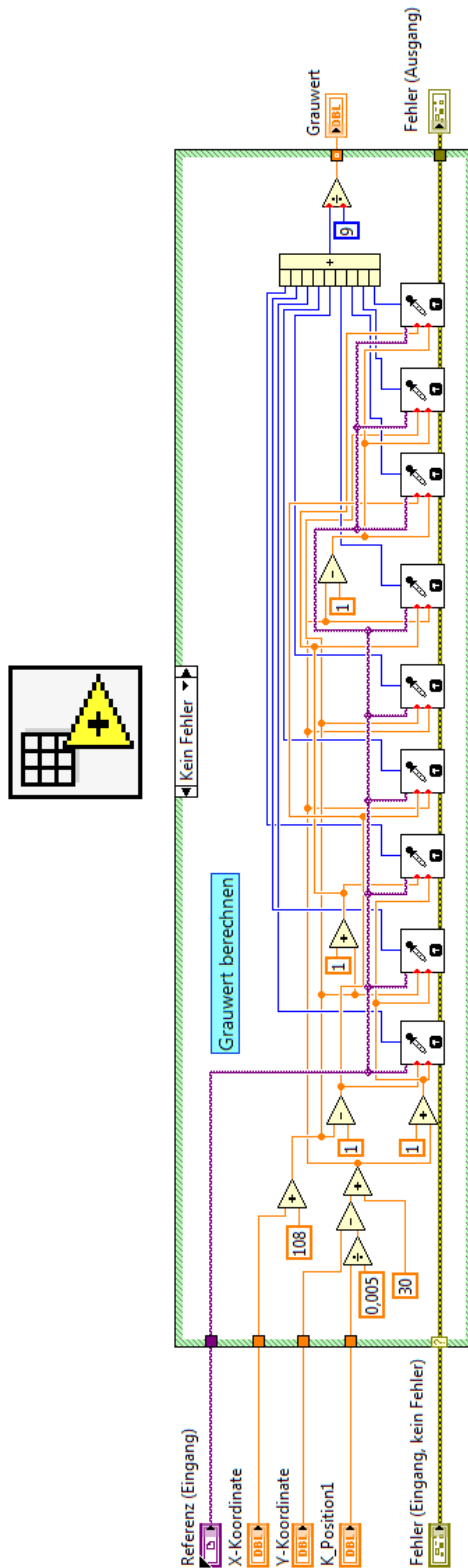 Kein Fehler
Grauwert berechnen
Referenz (Eingang)
X-Koordinate
DBL
Y-Koordinate
DBL
K_Position1
DBL
Fehler (Eingang, kein Fehler)
108
0,005
30
1
1
1
1
9
Grauwert
DBL
Fehler (Ausgang)